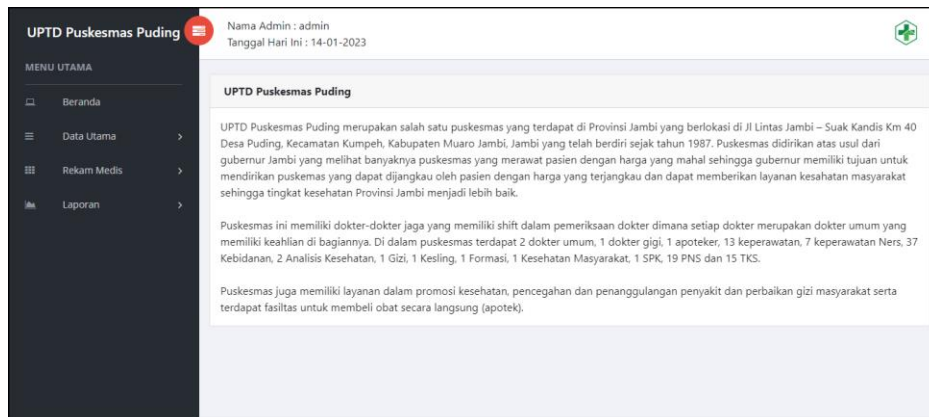 UPTD Puskesmas Puding
MENU UTAMA
Beranda
Data Utama
Rekam Medis
Laporan
Nama Admin : admin
Tanggal Hari Ini : 14-01-2023
UPTD Puskesmas Puding
UPTD Puskesmas Puding merupakan salah satu puskesmas yang terdapat di Provinsi Jambi yang berlokasi di Jl Lintas Jambi – Suak Kandis Km 40
Desa Puding, Kecamatan Kumpeh, Kabupaten Muaro Jambi, Jambi yang telah berdiri sejak tahun 1987. Puskesmas didirikan atas usul dari
gubernur Jambi yang melihat banyaknya puskesmas yang merawat pasien dengan harga yang mahal sehingga gubernur memiliki tujuan untuk
mendirikan puskemas yang dapat dijangkau oleh pasien dengan harga yang terjangkau dan dapat memberikan layanan kesahatan masyarakat
sehingga tingkat kesehatan Provinsi Jambi menjadi lebih baik.
Puskesmas ini memiliki dokter-dokter jaga yang memiliki shift dalam pemeriksaan dokter dimana setiap dokter merupakan dokter umum yang
memiliki keahlian di bagiannya. Di dalam puskesmas terdapat 2 dokter umum, 1 dokter gigi, 1 apoteker, 13 keperawatan, 7 keperawatan Ners, 37
Kebidanan, 2 Analisis Kesehatan, 1 Gizi, 1 Kesling, 1 Formasi, 1 Kesehatan Masyarakat, 1 SPK, 19 PNS dan 15 TKS.
Puskesmas juga memiliki layanan dalam promosi kesehatan, pencegahan dan penanggulangan penyakit dan perbaikan gizi masyarakat serta
terdapat fasiltas untuk membeli obat secara langsung (apotek).